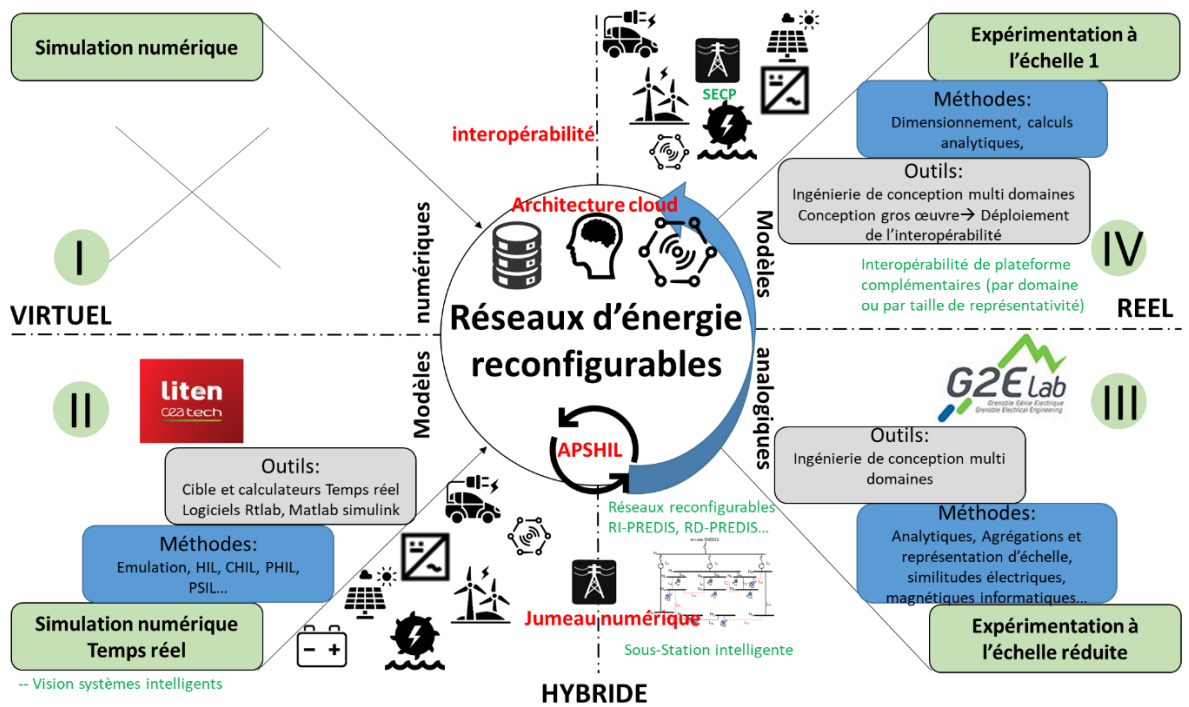 Simulation numérique
I
VIRTUEL
interopérabilité
SECP
Expérimentation à
l’échelle 1
Méthodes:
Dimensionnement, calculs
analytiques,
Outils:
Ingénierie de conception multi domaines
Conception gros œuvre→ Déploiement
de l’interopérabilité
Interopérabilité de plateforme
complémentaires (par domaine
ou par taille de représentativité)
IV
REEL
Architecture cloud
numériques
Modèles
Réseaux d’énergie
reconfigurables
Modèles
analogiques
APSHIL
II
liten
cea tech
Outils:
Cible et calculateurs Temps réel
Logiciels Rtlab, Matlab simulink
Méthodes:
Emulation, HIL, CHIL, PHIL,
PSIL...
Simulation numérique
Temps réel
-- Vision systèmes intelligents
Réseaux reconfigurables
RI-PREDIS, RD-PREDIS...
Jumeau numérique
Sous-Station intelligente
HYBRIDE
G2Elab
Grenoble Génie Electrique
Grenoble Electrical Engineering
III
Outils:
Ingénierie de conception multi
domaines
Méthodes:
Analytiques, Agrégations et
représentation d’échelle,
similitudes électriques,
magnétiques informatiques...
Expérimentation à
l’échelle réduite